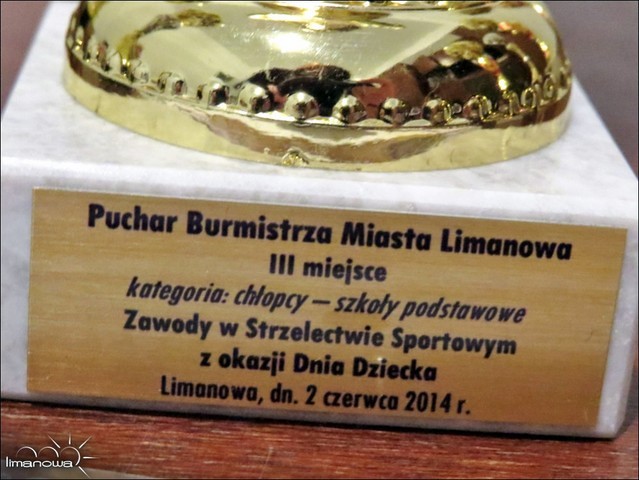 Puchar Burmistrza Miasta Limanowa
III miejsce
kategoria: chłopcy – szkoły podstawowe
Zawody w Strzelectwie Sportowym
z okazji Dnia Dziecka
Limanowa, dn. 2 czerwca 2014 r.
limanowa